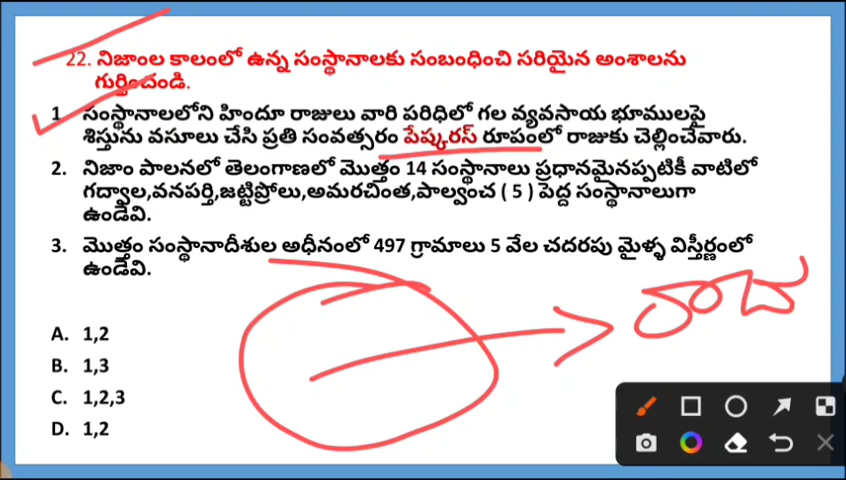 22. నిజాంల కాలంలో ఉన్న సంస్థానాలకు సంబంధించి సరియైన అంశాలను
గుర్తించండి.
1. సంస్థానాలలోని హిందూ రాజులు వారి పరిధిలో గల వ్యవసాయ భూములపై
శిస్తును వసూలు చేసి ప్రతి సంవత్సరం పేష్కరస్ రూపంలో రాజుకు చెల్లించేవారు.
2. నిజాం పాలనలో తెలంగాణలో మొత్తం 14 సంస్థానాలు ప్రధానమైనప్పటికీ వాటిలో
గద్వాల,వనపర్తి,జట్టిప్రోలు,అమరచింత,పాల్వంచ ( 5 ) పెద్ద సంస్థానాలుగా
ఉండేవి.
3. మొత్తం సంస్థానాదీశుల అధీనంలో 497 గ్రామాలు 5 వేల చదరపు మైళ్ళ విస్తీర్ణంలో
ఉండేవి.
రాజు
A. 1,2
B. 1,3
C. 1,2,3
D. 1,2